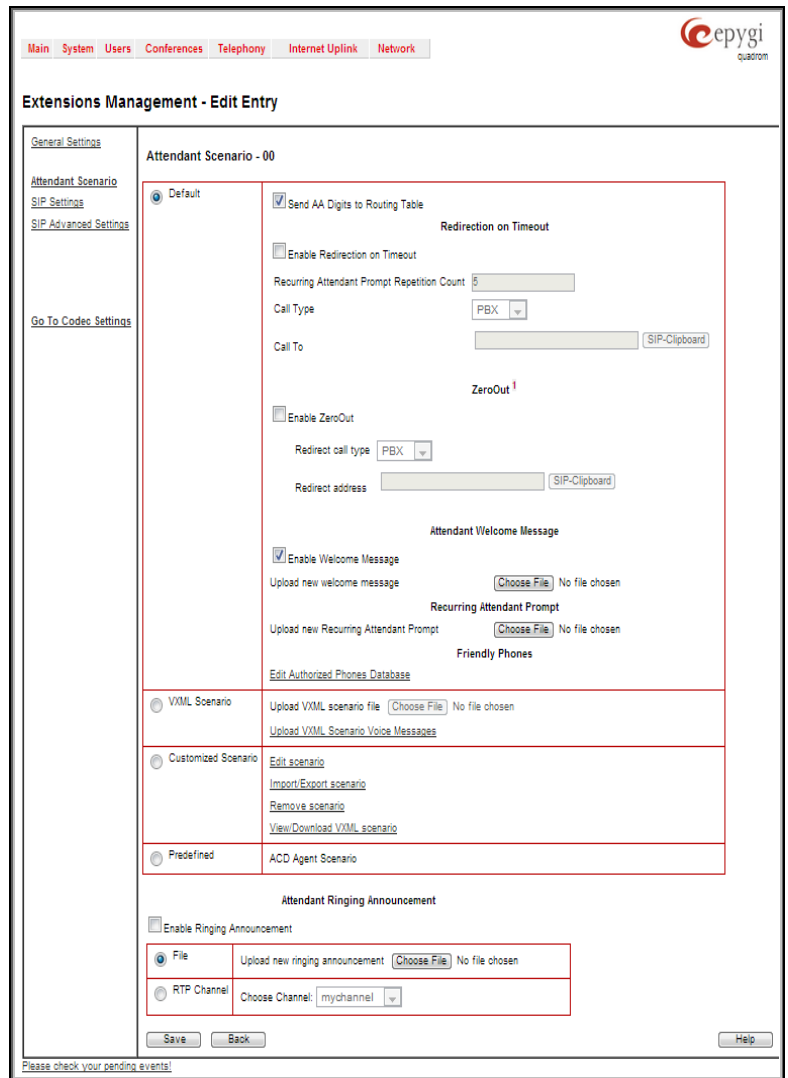 epygi
quadrom
Main System Users Conferences Telephony Internet Uplink Network
Extensions Management - Edit Entry
General Settings
Attendant Scenario
SIP Settings
SIP Advanced Settings
Go To Codec Settings
Attendant Scenario - 00
Default
Send AA Digits to Routing Table
Redirection on Timeout
Enable Redirection on Timeout
Recurring Attendant Prompt Repetition Count 5
Call Type PBX
Call To SIP-Clipboard
ZeroOut 1
Enable ZeroOut
Redirect call type PBX
Redirect address SIP-Clipboard
Attendant Welcome Message
Enable Welcome Message
Upload new welcome message Choose File No file chosen
Recurring Attendant Prompt
Upload new Recurring Attendant Prompt Choose File No file chosen
Friendly Phones
Edit Authorized Phones Database
VXML Scenario Upload VXML scenario file Choose File No file chosen
Upload VXML Scenario Voice Messages
Customized Scenario Edit scenario
Import/Export scenario
Remove scenario
View/Download VXML scenario
Predefined ACD Agent Scenario
Attendant Ringing Announcement
Enable Ringing Announcement
File Upload new ringing announcement Choose File No file chosen
RTP Channel Choose Channel: mychannel
Save Back Help
Please check your pending events!